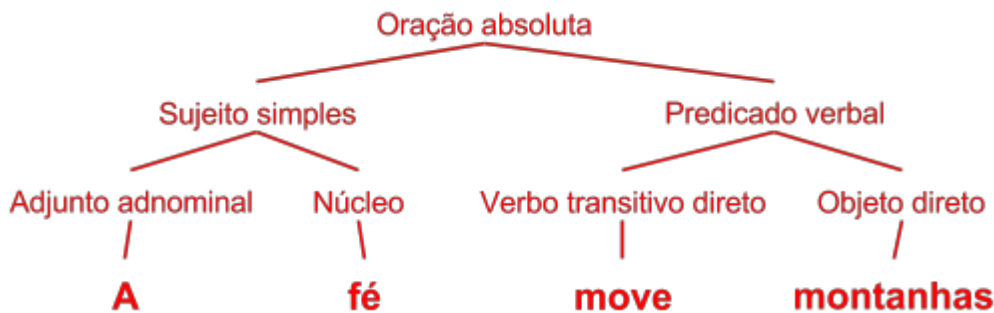 Oração absoluta
Sujeito simples Predicado verbal
Adjunto adnominal Núcleo Verbo transitivo direto Objeto direto
A fé move montanhas